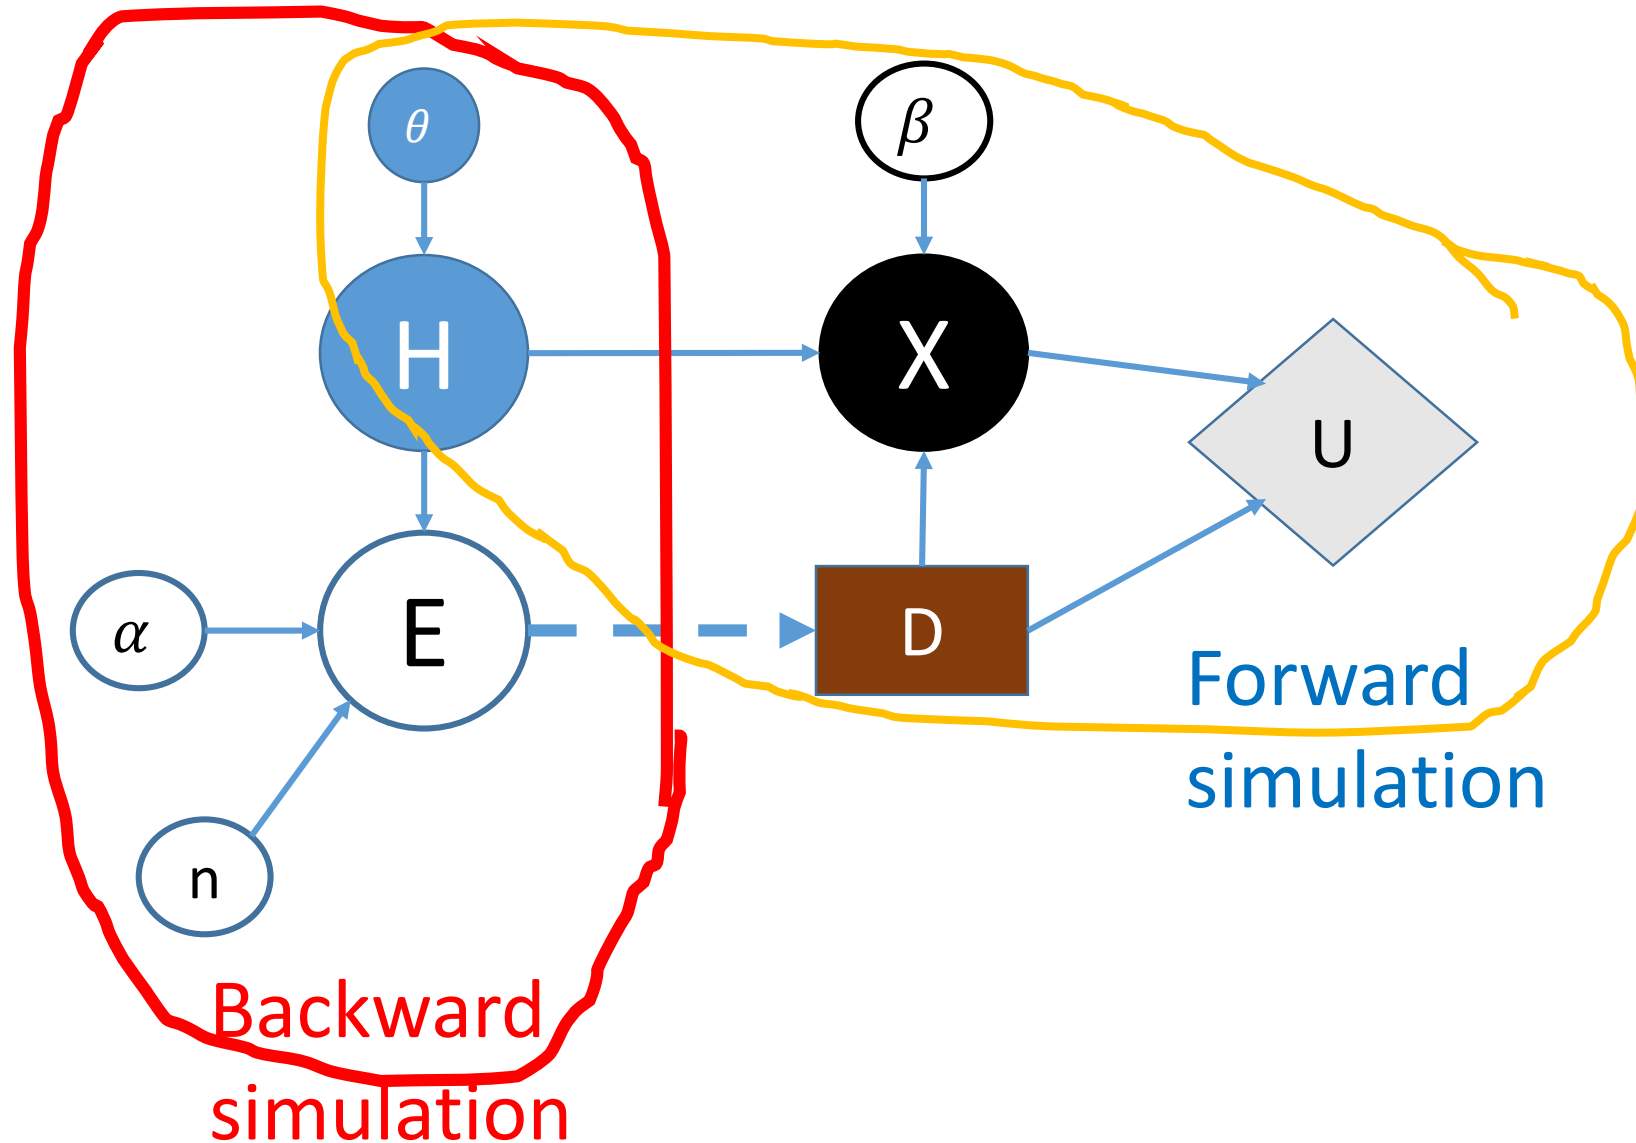 θ
β
H
X
U
α
E
D
Forward
simulation
n
Backward
simulation